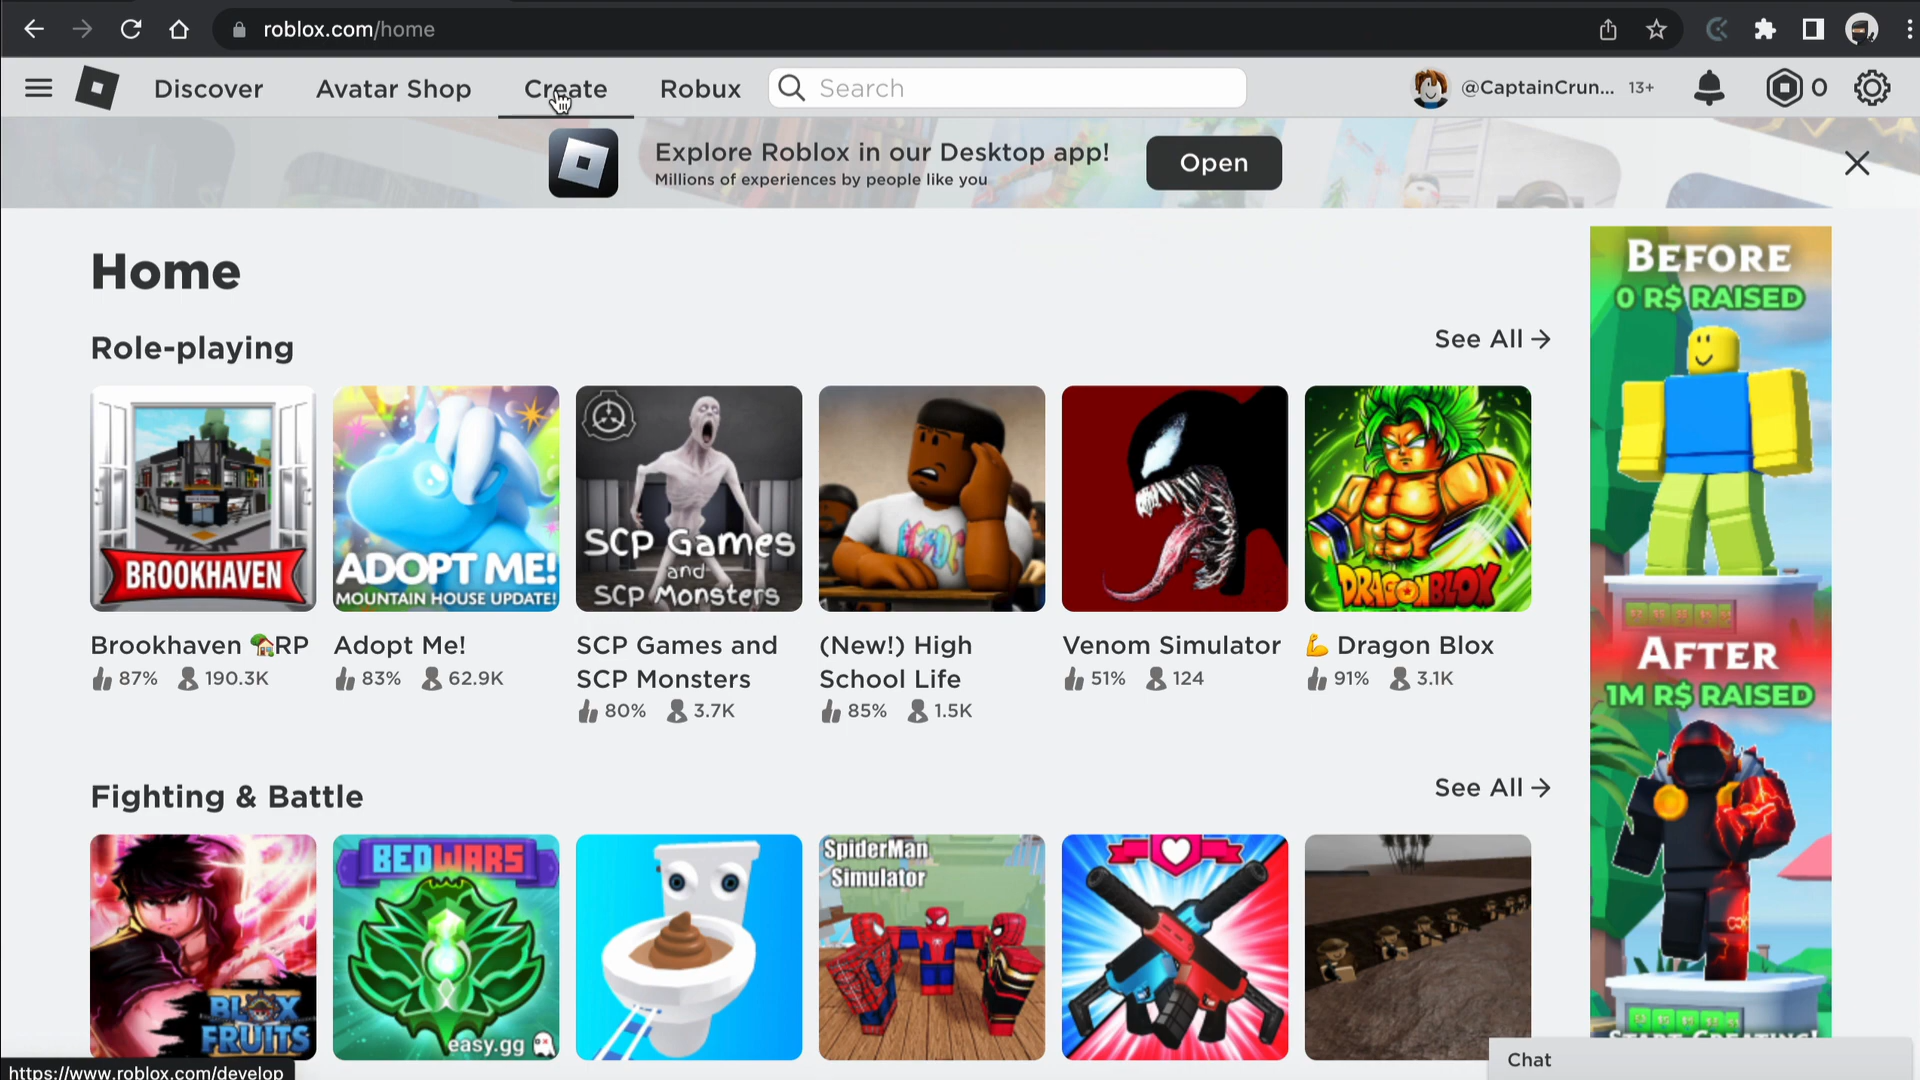 roblox.com/home
Discover
Avatar Shop
Create
Robux
Search
@CaptainCrun...
13+
0
Explore Roblox in our Desktop app!
Millions of experiences by people like you
Open
Home
Role-playing
See All →
BROOKHAVEN
ADOPT ME!
MOUNTAIN HOUSE UPDATE!
SCP Games
and
SCP Monsters
DRAGONBLOX
Brookhaven 🏡RP
87% 190.3K
Adopt Me!
83% 62.9K
SCP Games and
SCP Monsters
80% 3.7K
(New!) High
School Life
85% 1.5K
Venom Simulator
51% 124
💪 Dragon Blox
91% 3.1K
BEFORE
0 R$ RAISED
AFTER
1M R$ RAISED
START CREATING!
Fighting & Battle
See All →
BLOX
FRUITS
BEDWARS
easy.gg
SpiderMan
Simulator
Chat
https://www.roblox.com/develop